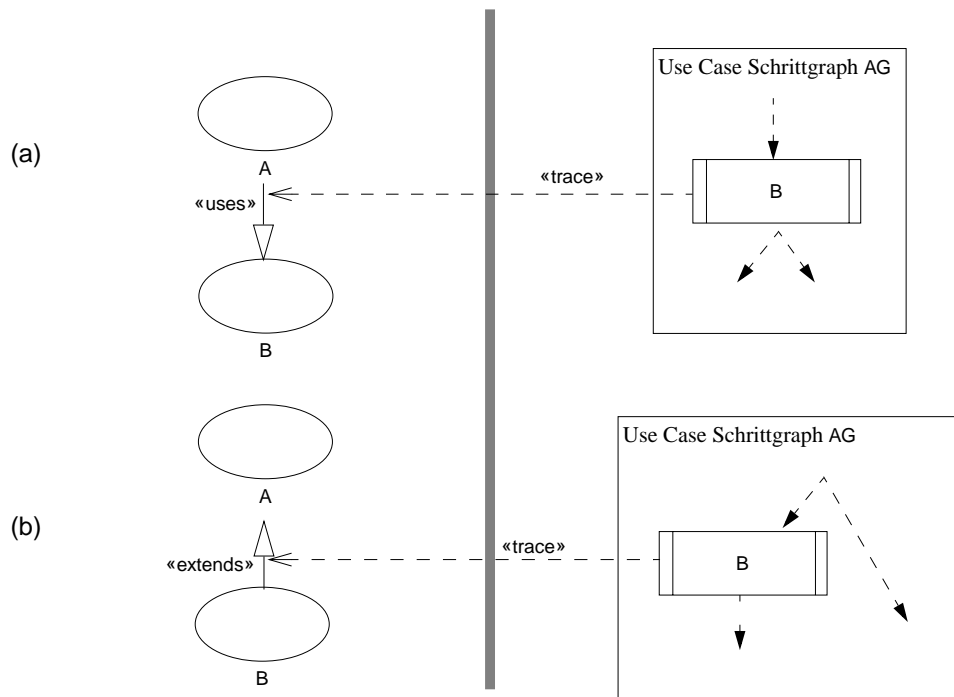 Use Case Schrittgraph AG
(a)
A
«uses»
«trace»
B
B
Use Case Schrittgraph AG
A
(b)
«extends»
«trace»
B
B